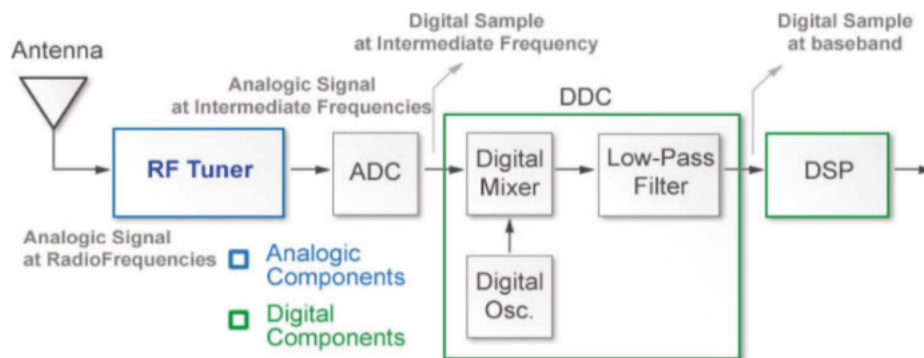 Digital Sample
at Intermediate Frequency
Digital Sample
at baseband
Antenna
Analogic Signal
at Intermediate Frequencies
DDC
RF Tuner
ADC
Digital
Mixer
Low-Pass
Filter
DSP
Analogic Signal
at RadioFrequencies
Analogic
Components
Digital
Osc.
Digital
Components